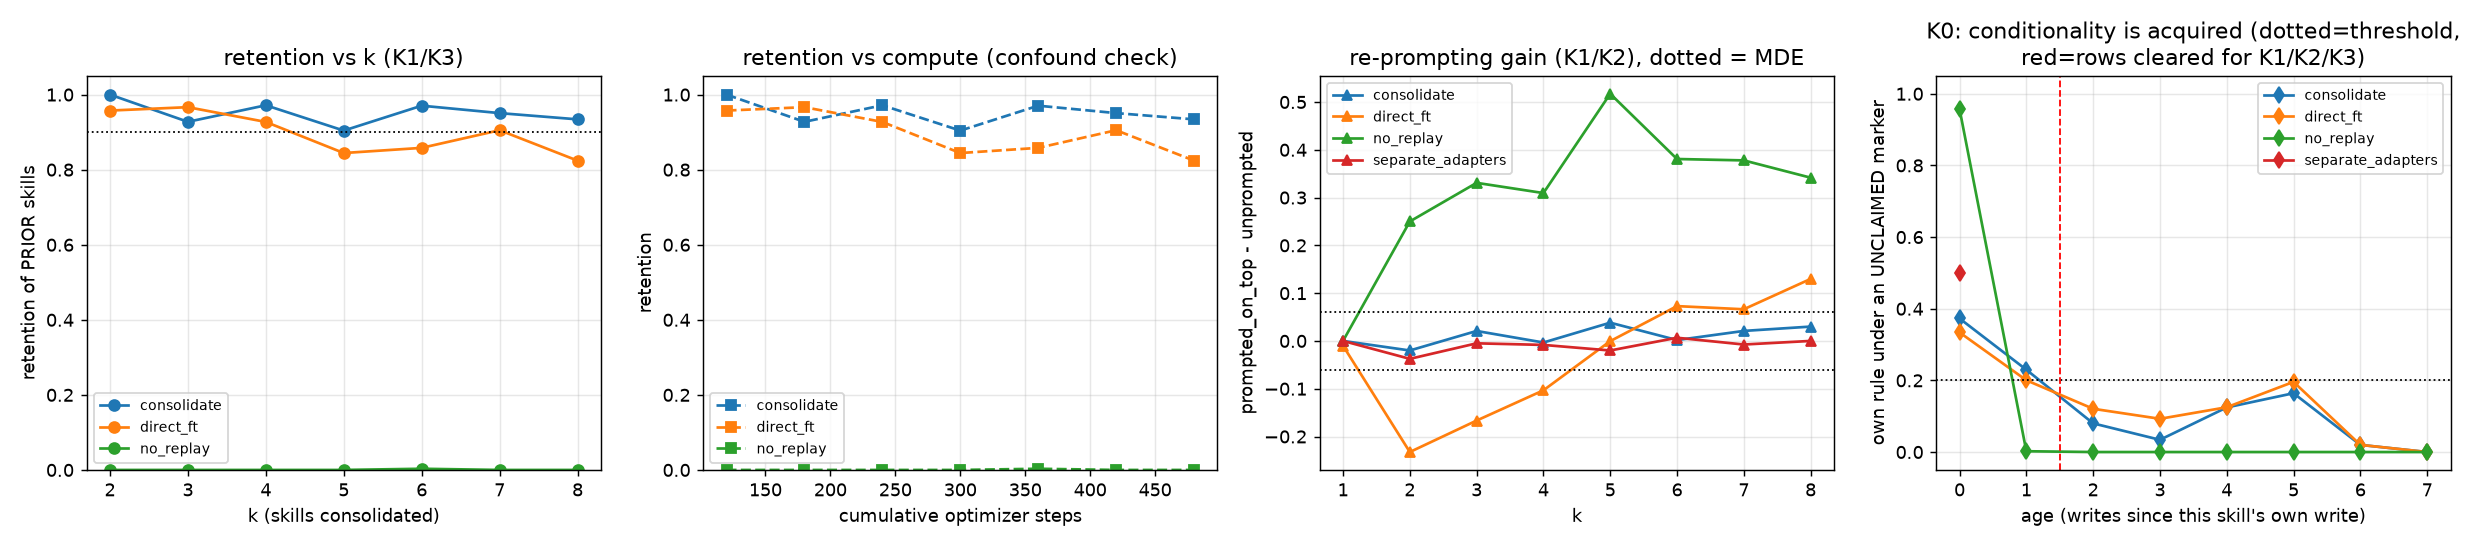 retention vs k (K1/K3)
retention of PRIOR skills
1.0
0.8
0.6
0.4
0.2
0.0
consolidate
direct_ft
no_replay
2 3 4 5 6 7 8
k (skills consolidated)
retention vs compute (confound check)
retention
1.0
0.8
0.6
0.4
0.2
0.0
consolidate
direct_ft
no_replay
150 200 250 300 350 400 450
cumulative optimizer steps
re-prompting gain (K1/K2), dotted = MDE
prompted_on_top - unprompted
0.5
0.4
0.3
0.2
0.1
0.0
−0.1
−0.2
consolidate
direct_ft
no_replay
separate_adapters
1 2 3 4 5 6 7 8
k
K0: conditionality is acquired (dotted=threshold,
red=rows cleared for K1/K2/K3)
own rule under an UNCLAIMED marker
1.0
0.8
0.6
0.4
0.2
0.0
consolidate
direct_ft
no_replay
separate_adapters
0 1 2 3 4 5 6 7
age (writes since this skill's own write)